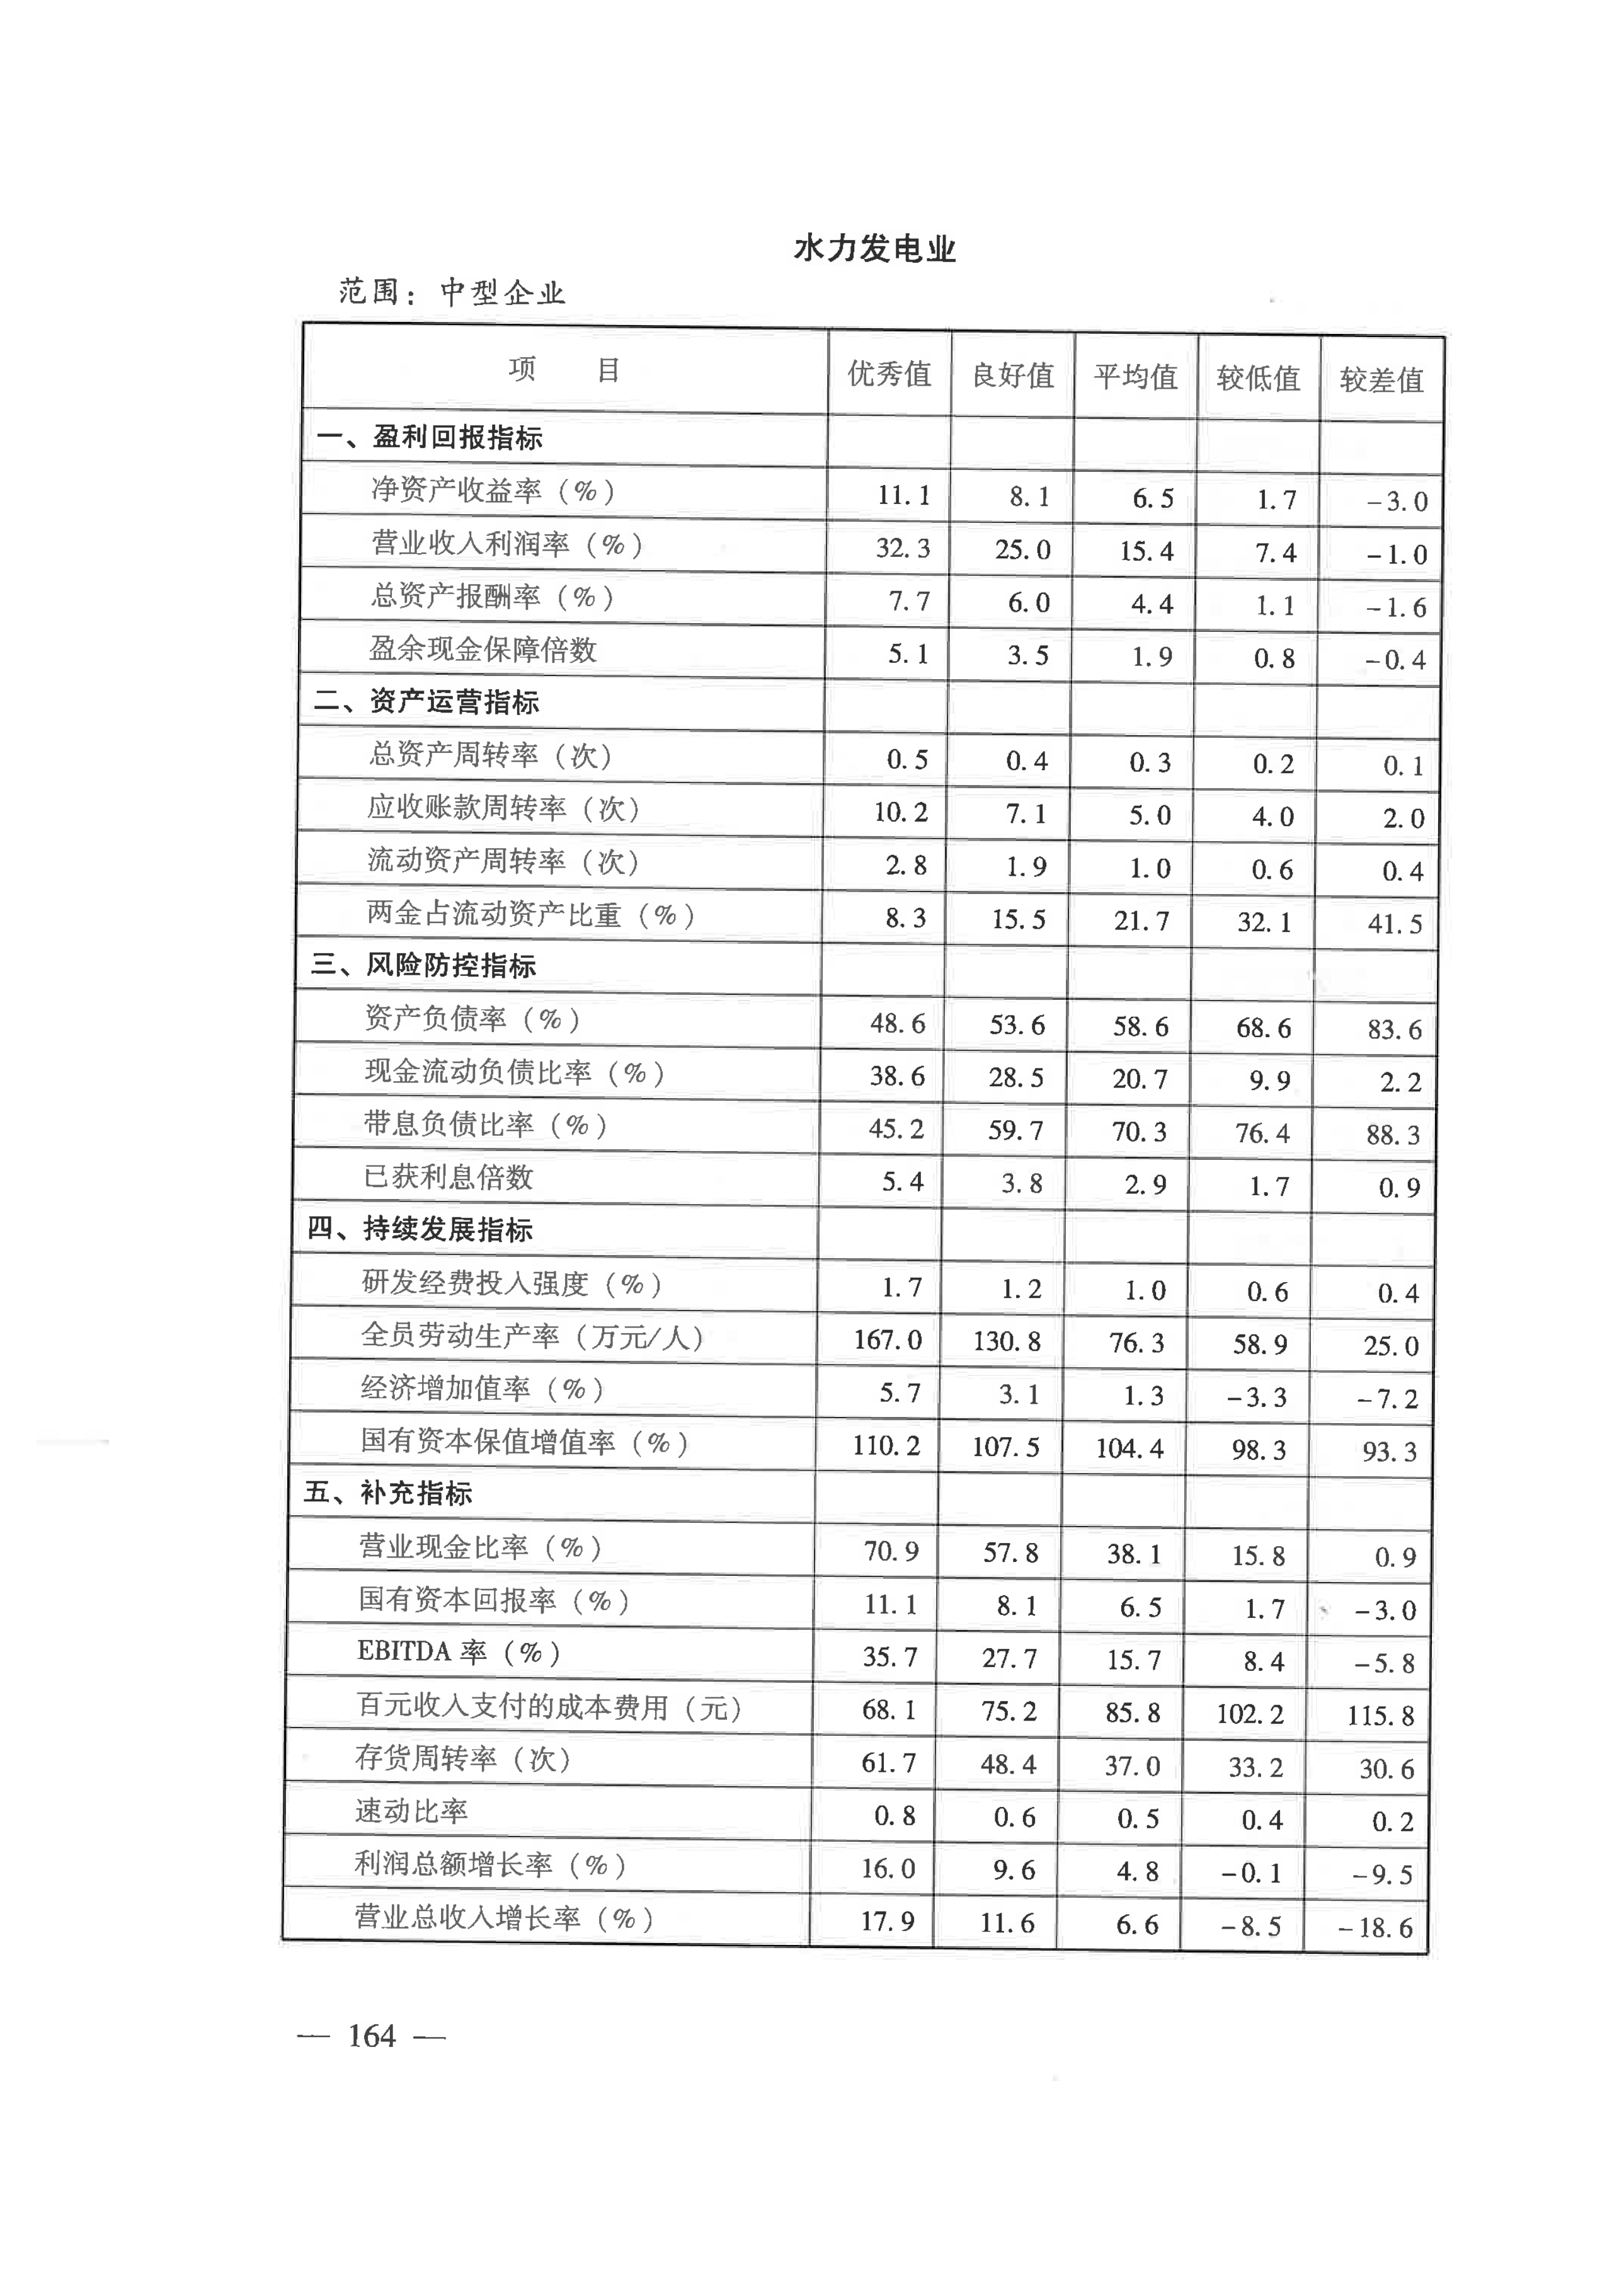 水力发电业
范围：中型企业
项 目 优秀值 良好值 平均值 较低值 较差值
一、盈利回报指标
净资产收益率（%） 11.1 8.1 6.5 1.7 -3.0
营业收入利润率（%） 32.3 25.0 15.4 7.4 -1.0
总资产报酬率（%） 7.7 6.0 4.4 1.1 -1.6
盈余现金保障倍数 5.1 3.5 1.9 0.8 -0.4
二、资产运营指标
总资产周转率（次） 0.5 0.4 0.3 0.2 0.1
应收账款周转率（次） 10.2 7.1 5.0 4.0 2.0
流动资产周转率（次） 2.8 1.9 1.0 0.6 0.4
两金占流动资产比重（%） 8.3 15.5 21.7 32.1 41.5
三、风险防控指标
资产负债率（%） 48.6 53.6 58.6 68.6 83.6
现金流动负债比率（%） 38.6 28.5 20.7 9.9 2.2
带息负债比率（%） 45.2 59.7 70.3 76.4 88.3
已获利息倍数 5.4 3.8 2.9 1.7 0.9
四、持续发展指标
研发经费投入强度（%） 1.7 1.2 1.0 0.6 0.4
全员劳动生产率（万元/人） 167.0 130.8 76.3 58.9 25.0
经济增加值率（%） 5.7 3.1 1.3 -3.3 -7.2
国有资本保值增值率（%） 110.2 107.5 104.4 98.3 93.3
五、补充指标
营业现金比率（%） 70.9 57.8 38.1 15.8 0.9
国有资本回报率（%） 11.1 8.1 6.5 1.7 -3.0
EBITDA 率（%） 35.7 27.7 15.7 8.4 -5.8
百元收入支付的成本费用（元） 68.1 75.2 85.8 102.2 115.8
存货周转率（次） 61.7 48.4 37.0 33.2 30.6
速动比率 0.8 0.6 0.5 0.4 0.2
利润总额增长率（%） 16.0 9.6 4.8 -0.1 -9.5
营业总收入增长率（%） 17.9 11.6 6.6 -8.5 -18.6
— 164 —